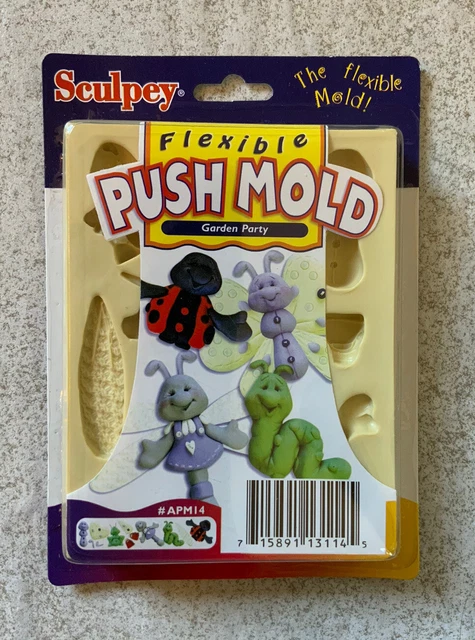 Sculpey®
The flexible
Mold!
Flexible
PUSH MOLD
Garden Party
#APM14
7 15891 13114 5